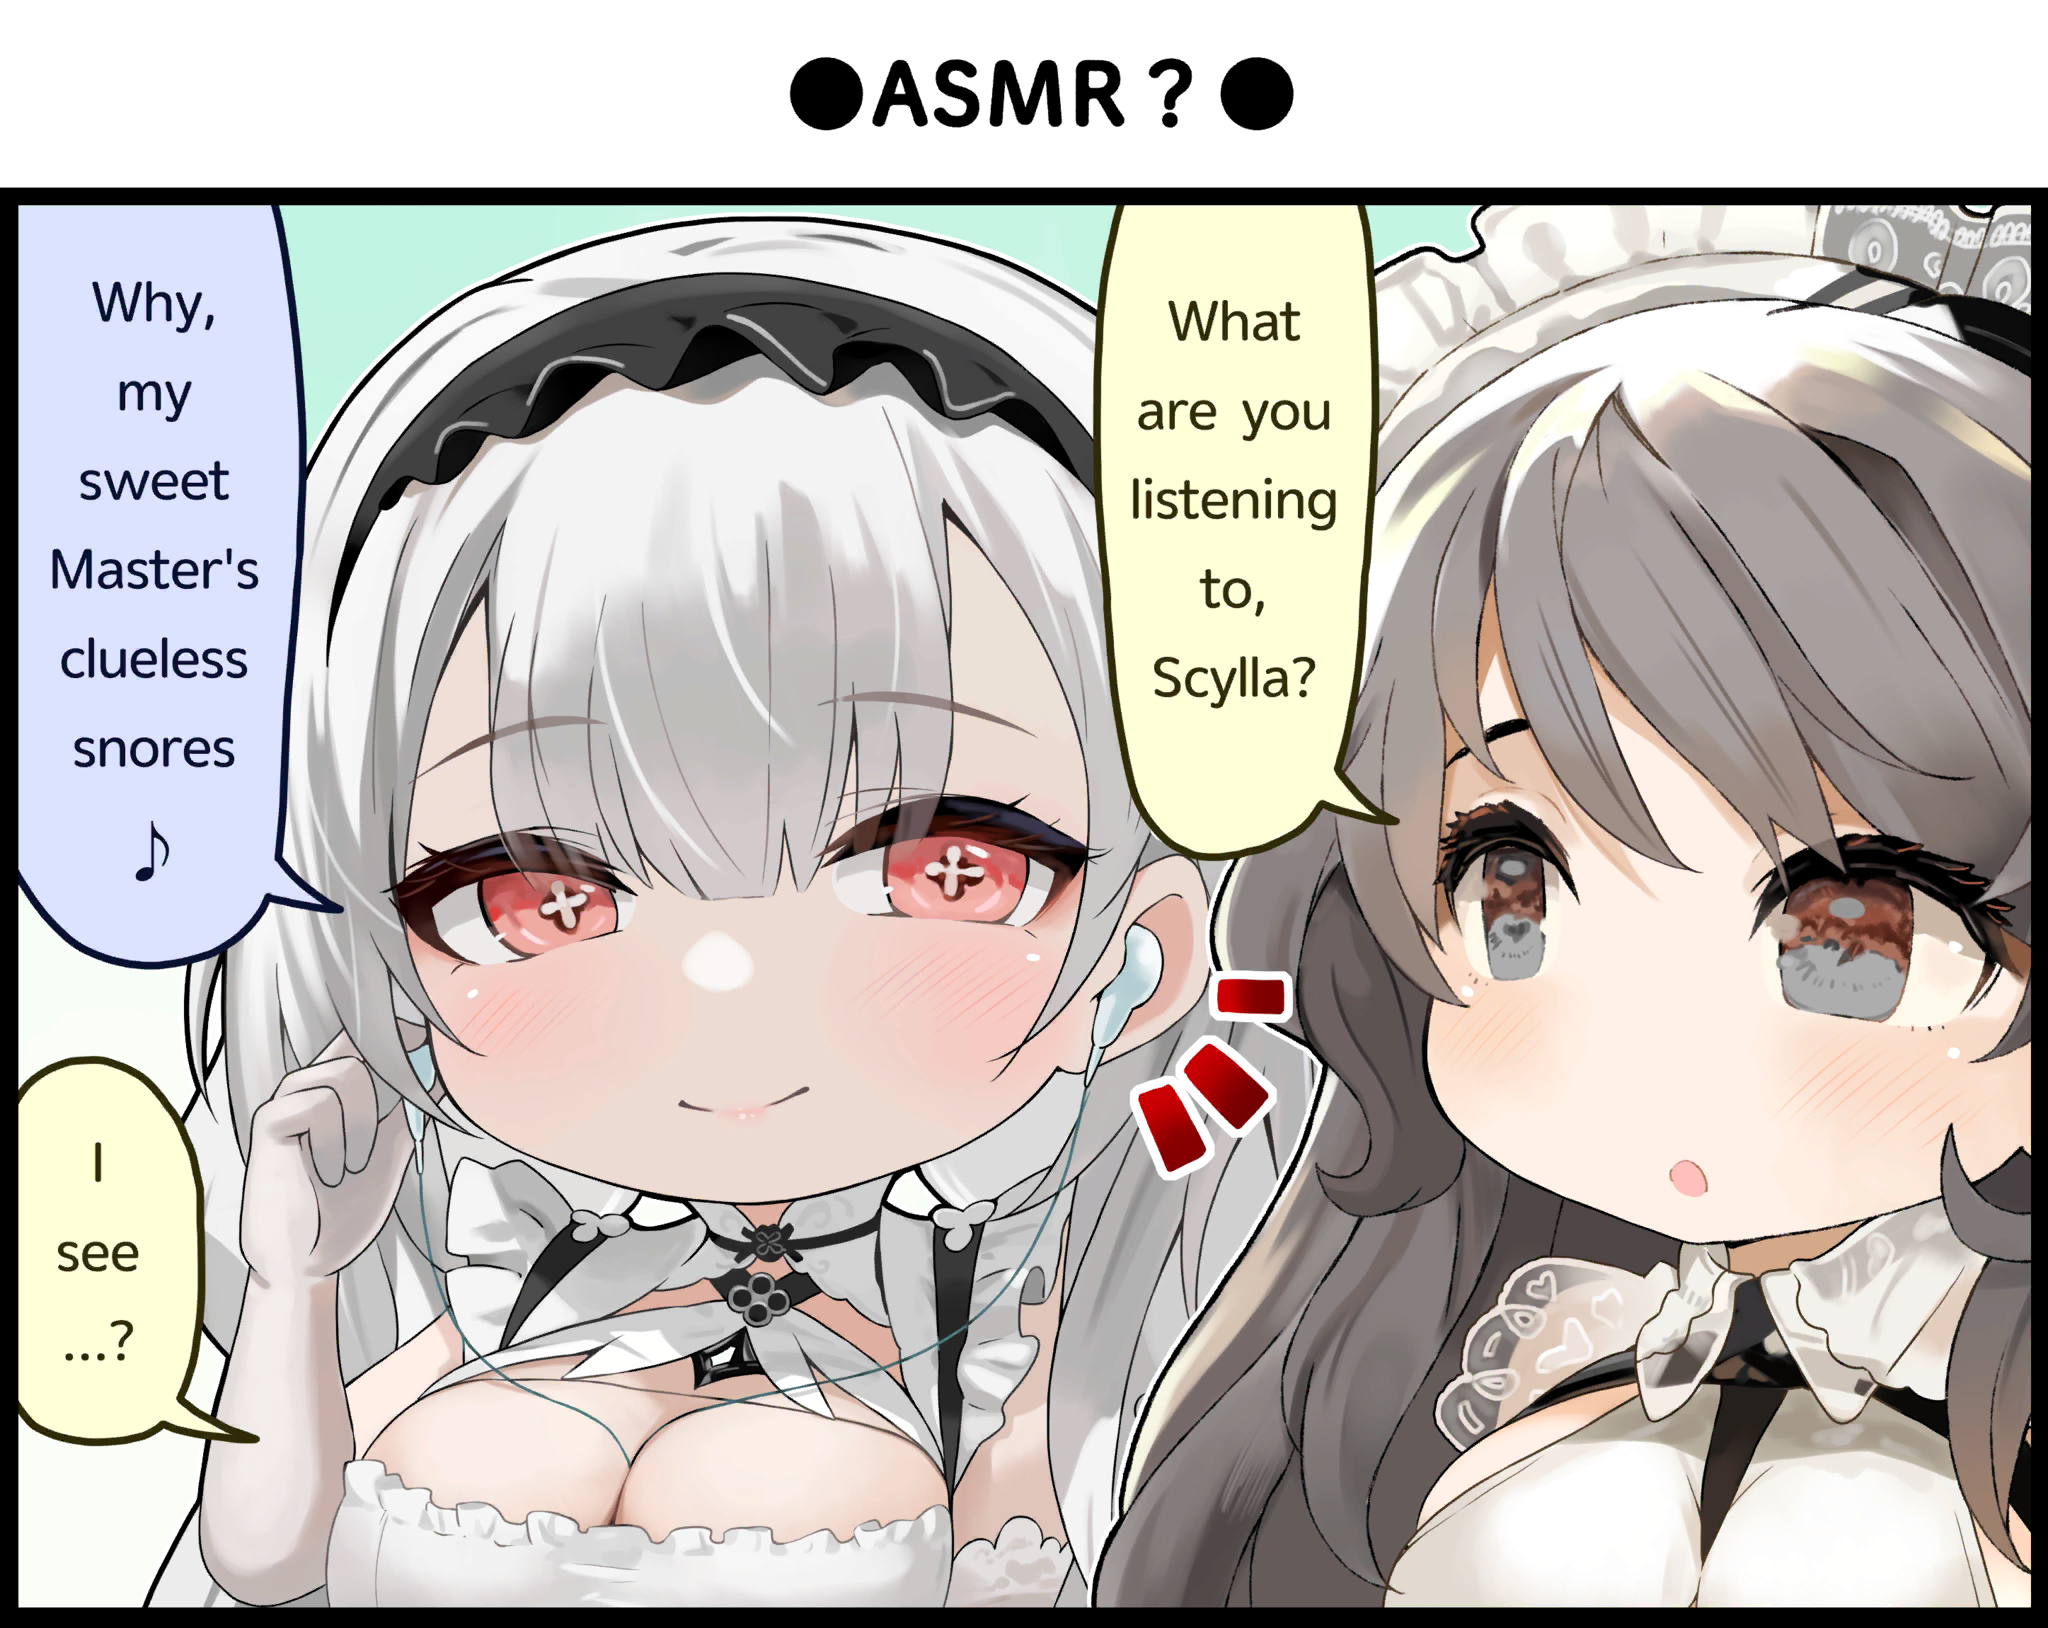 ●ASMR？●
What
are you
listening
to,
Scylla?
Why,
my
sweet
Master's
clueless
snores
♪
I
see
...?